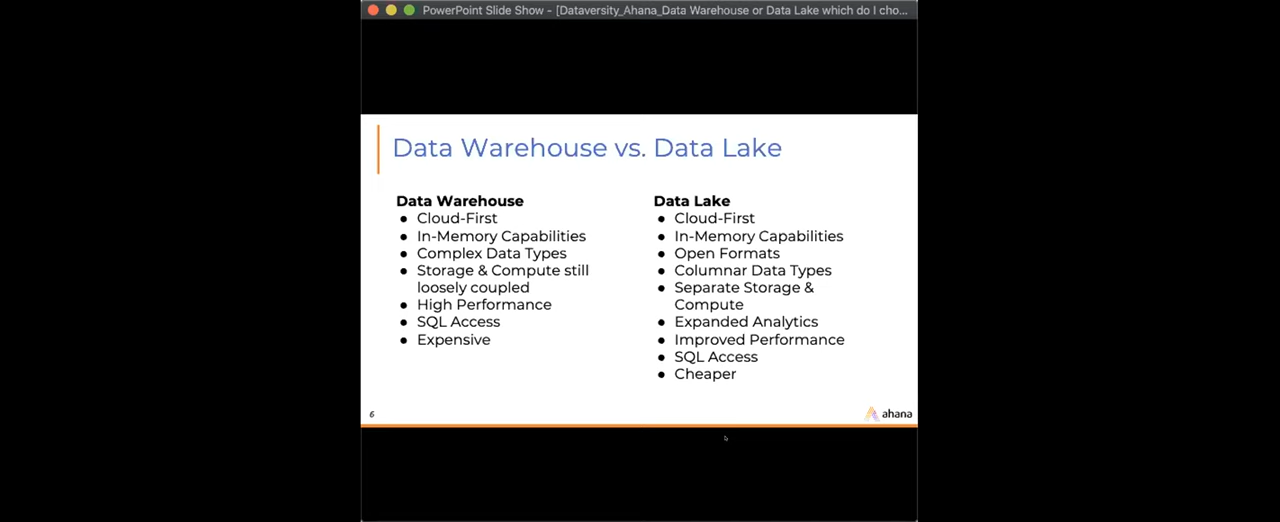 PowerPoint Slide Show - [Dataversity_Ahana_Data Warehouse or Data Lake which do I cho...
Data Warehouse vs. Data Lake
Data Warehouse
● Cloud-First
● In-Memory Capabilities
● Complex Data Types
● Storage & Compute still
loosely coupled
● High Performance
● SQL Access
● Expensive
Data Lake
● Cloud-First
● In-Memory Capabilities
● Open Formats
● Columnar Data Types
● Separate Storage &
Compute
● Expanded Analytics
● Improved Performance
● SQL Access
● Cheaper
6
ahana